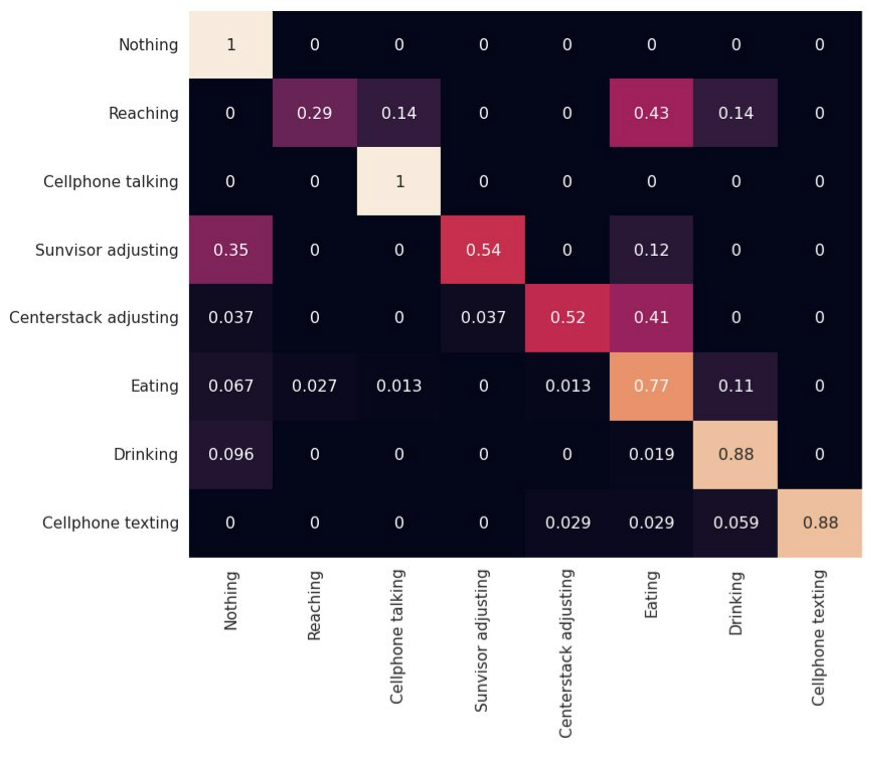 Nothing 1 0 0 0 0 0 0 0
Reaching 0 0.29 0.14 0 0 0.43 0.14 0
Cellphone talking 0 0 1 0 0 0 0 0
Sunvisor adjusting 0.35 0 0 0.54 0 0.12 0 0
Centerstack adjusting 0.037 0 0 0.037 0.52 0.41 0 0
Eating 0.067 0.027 0.013 0 0.013 0.77 0.11 0
Drinking 0.096 0 0 0 0 0.019 0.88 0
Cellphone texting 0 0 0 0 0.029 0.029 0.059 0.88
Nothing
Reaching
Cellphone talking
Sunvisor adjusting
Centerstack adjusting
Eating
Drinking
Cellphone texting